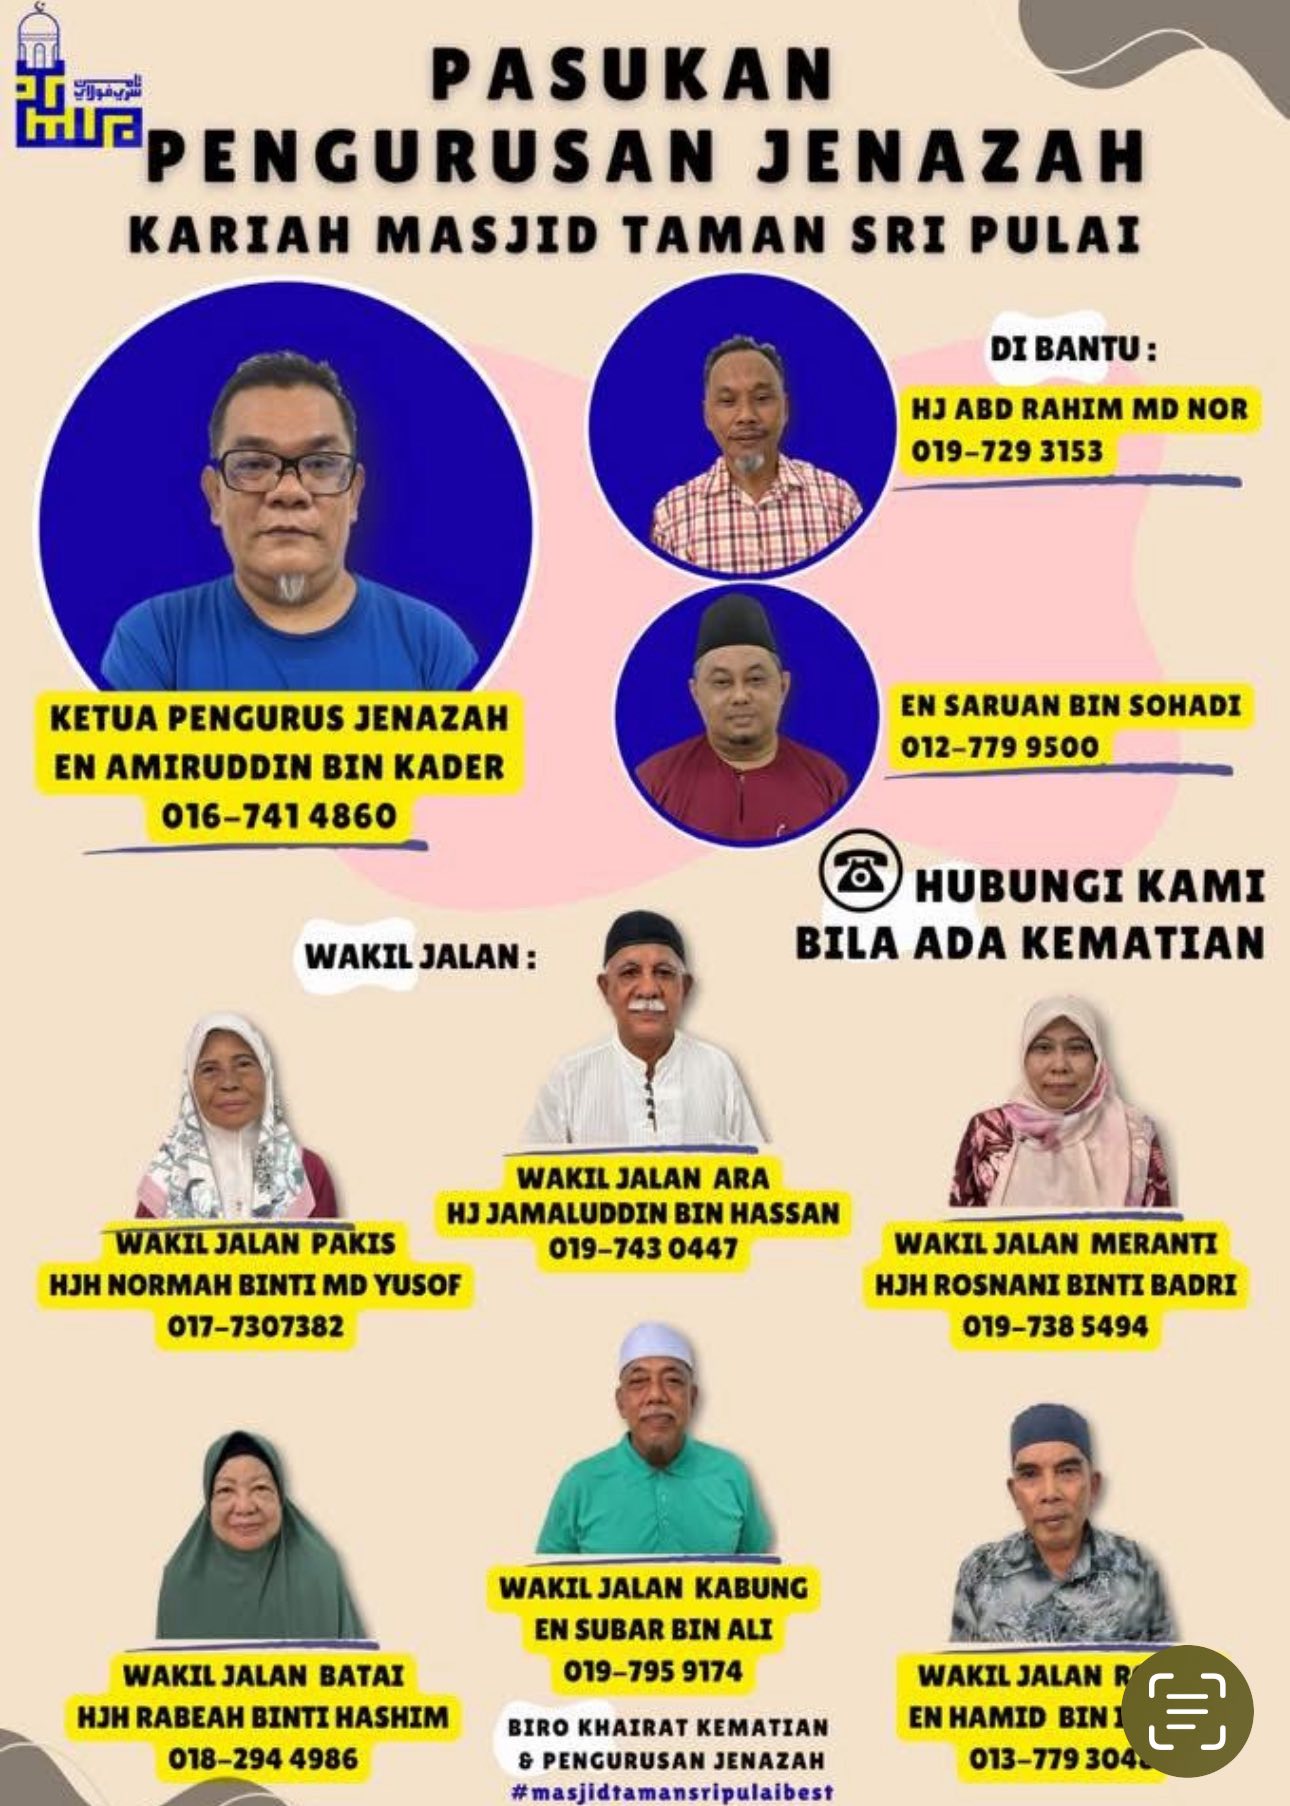 تامن
سري ڤولاي
PASUKAN
PENGURUSAN JENAZAH
KARIAH MASJID TAMAN SRI PULAI
DI BANTU :
HJ ABD RAHIM MD NOR
019-729 3153
KETUA PENGURUS JENAZAH
EN AMIRUDDIN BIN KADER
016-741 4860
EN SARUAN BIN SOHADI
012-779 9500
HUBUNGI KAMI
BILA ADA KEMATIAN
WAKIL JALAN :
WAKIL JALAN PAKIS
HJH NORMAH BINTI MD YUSOF
017-7307382
WAKIL JALAN ARA
HJ JAMALUDDIN BIN HASSAN
019-743 0447
WAKIL JALAN MERANTI
HJH ROSNANI BINTI BADRI
019-738 5494
WAKIL JALAN BATAI
HJH RABEAH BINTI HASHIM
018-294 4986
WAKIL JALAN KABUNG
EN SUBAR BIN ALI
019-795 9174
WAKIL JALAN
EN HAMID BIN
013-779
BIRO KHAIRAT KEMATIAN
& PENGURUSAN JENAZAH
#masjidtamansripulaibest